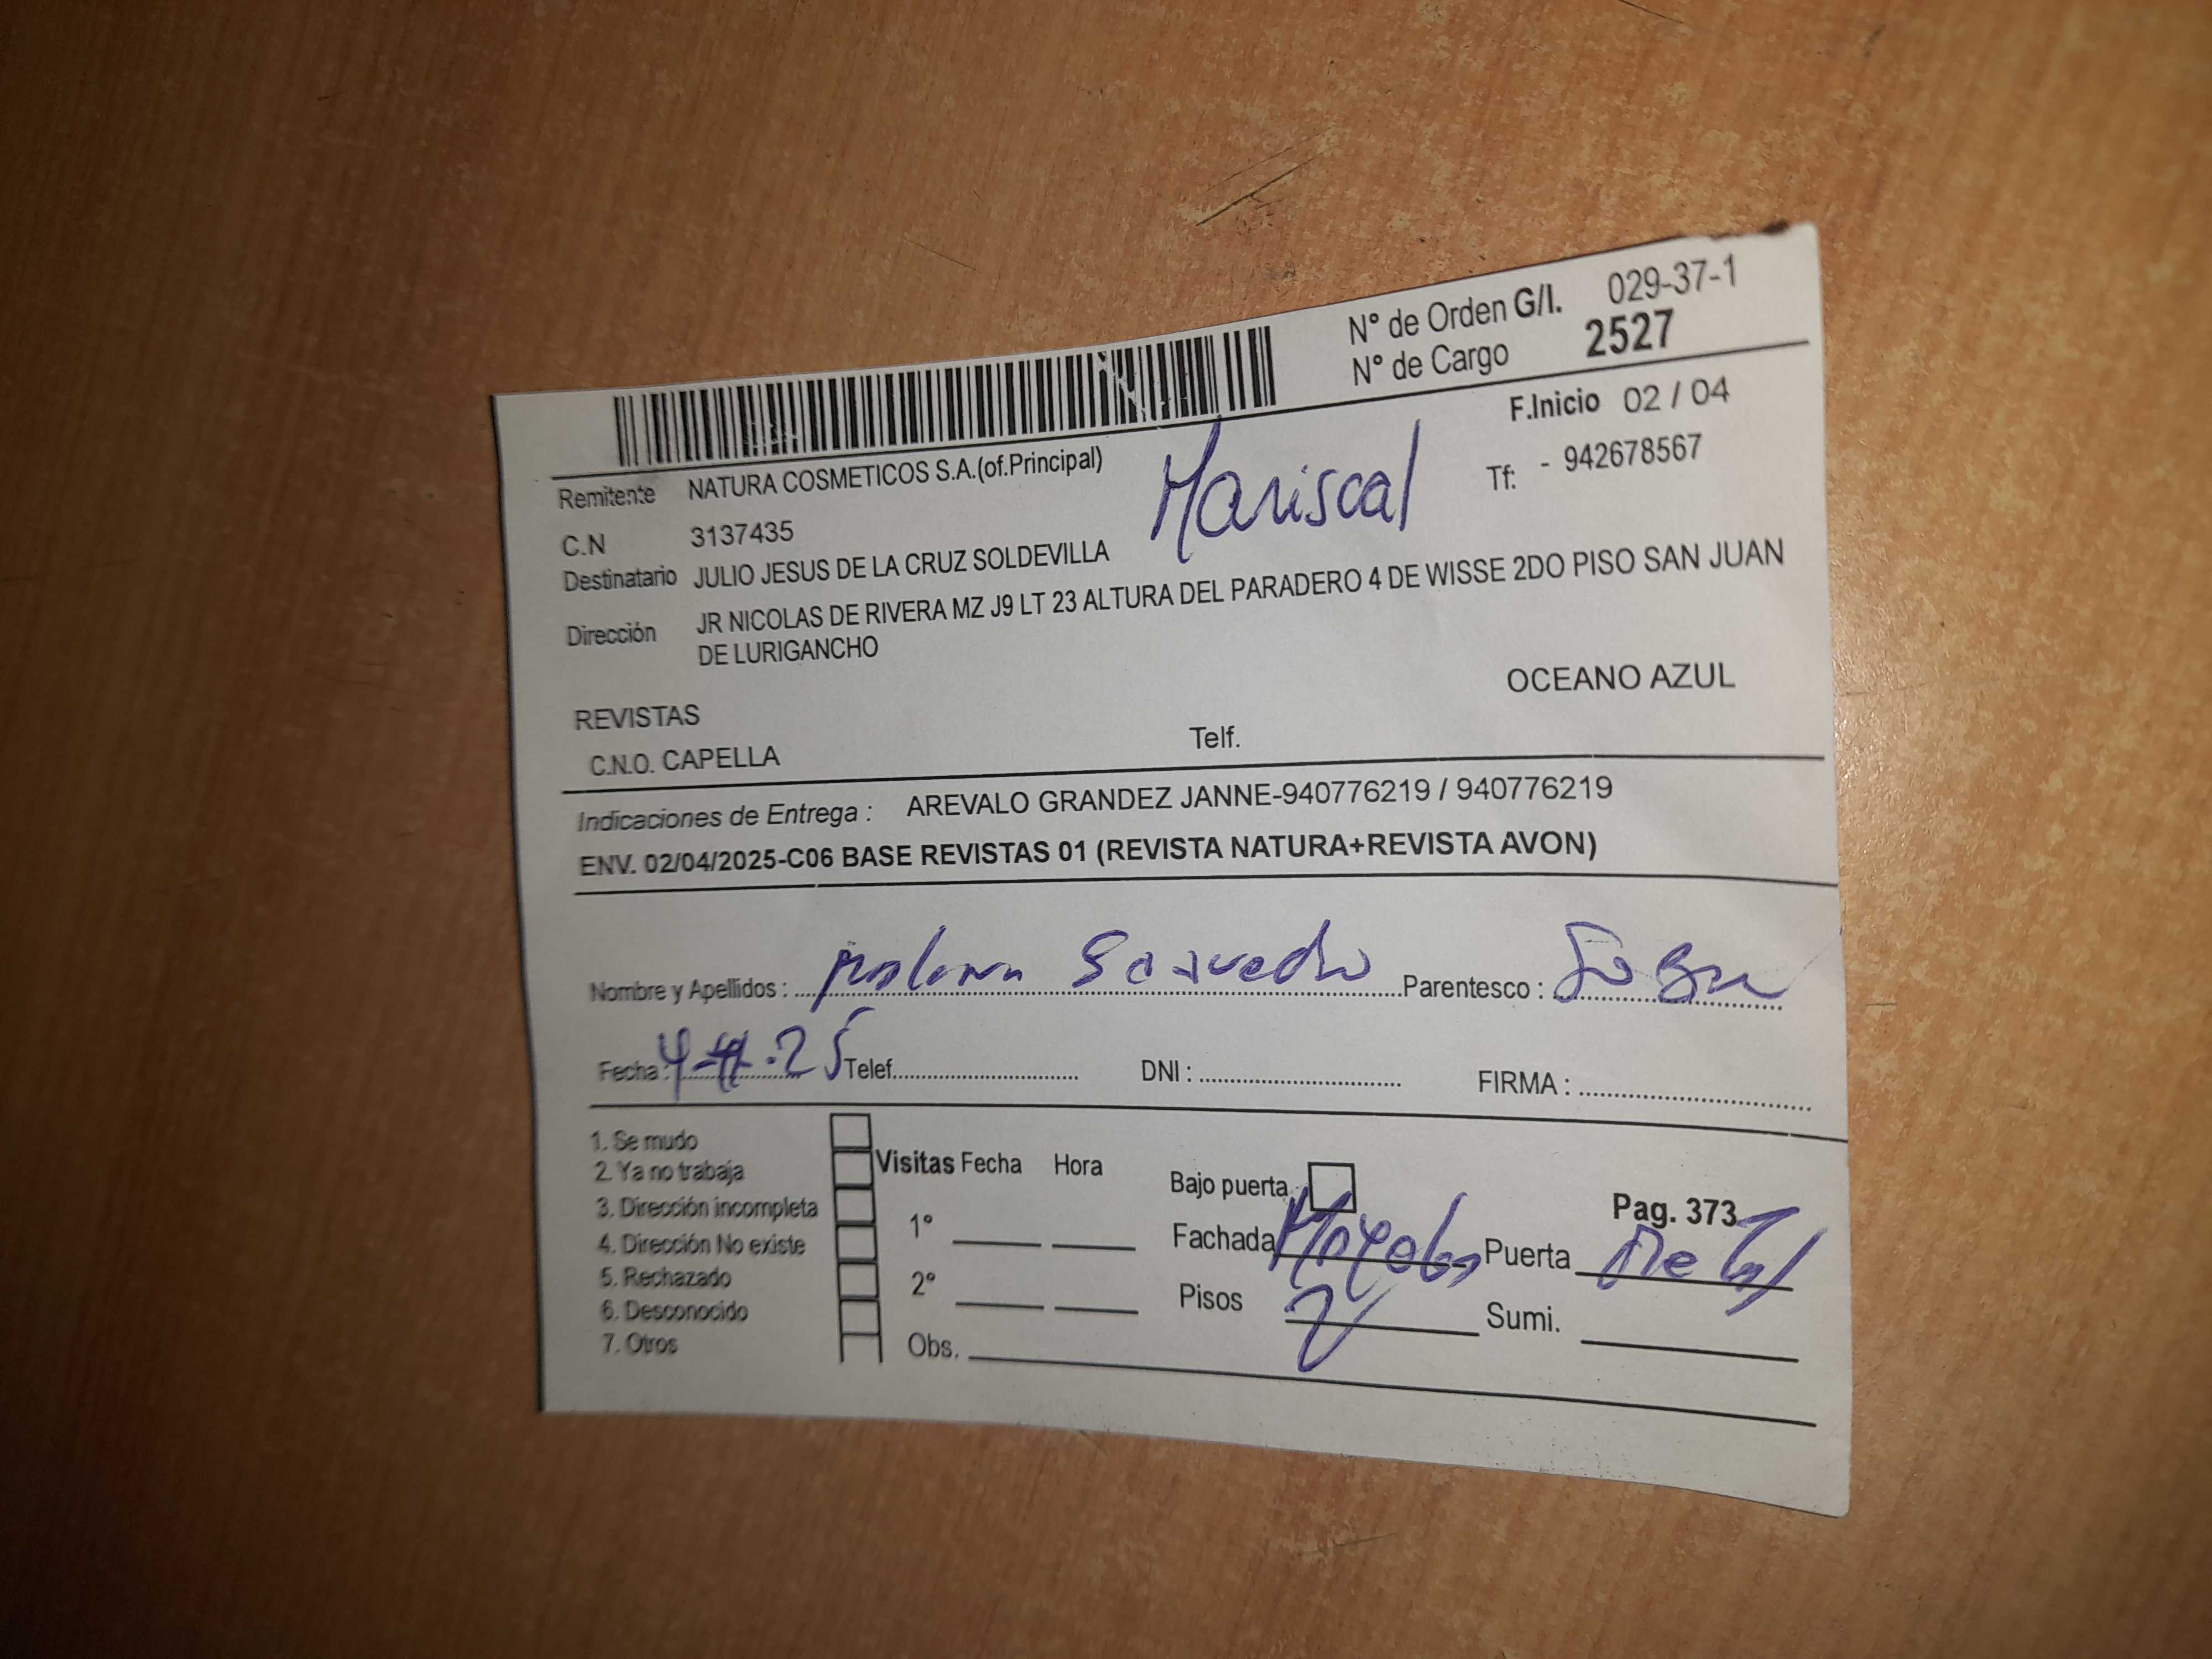 N° de Orden G/I. 029-37-1
N° de Cargo 2527
F.Inicio 02 / 04
Remitente NATURA COSMETICOS S.A.(of.Principal)
Mariscal
Tf: - 942678567
C.N 3137435
Destinatario JULIO JESUS DE LA CRUZ SOLDEVILLA
Dirección JR NICOLAS DE RIVERA MZ J9 LT 23 ALTURA DEL PARADERO 4 DE WISSE 2DO PISO SAN JUAN
DE LURIGANCHO
OCEANO AZUL
REVISTAS
C.N.O. CAPELLA Telf.
Indicaciones de Entrega : AREVALO GRANDEZ JANNE-940776219 / 940776219
ENV. 02/04/2025-C06 BASE REVISTAS 01 (REVISTA NATURA+REVISTA AVON)
Nombre y Apellidos : Parentesco :
Fecha : Telef. DNI : FIRMA :
1. Se mudo
2. Ya no trabaja
3. Dirección incompleta
4. Dirección No existe
5. Rechazado
6. Desconocido
7. Otros
Visitas Fecha Hora
1°
2°
Obs.
Bajo puerta
Pag. 373
Fachada Puerta
Pisos 2 Sumi.